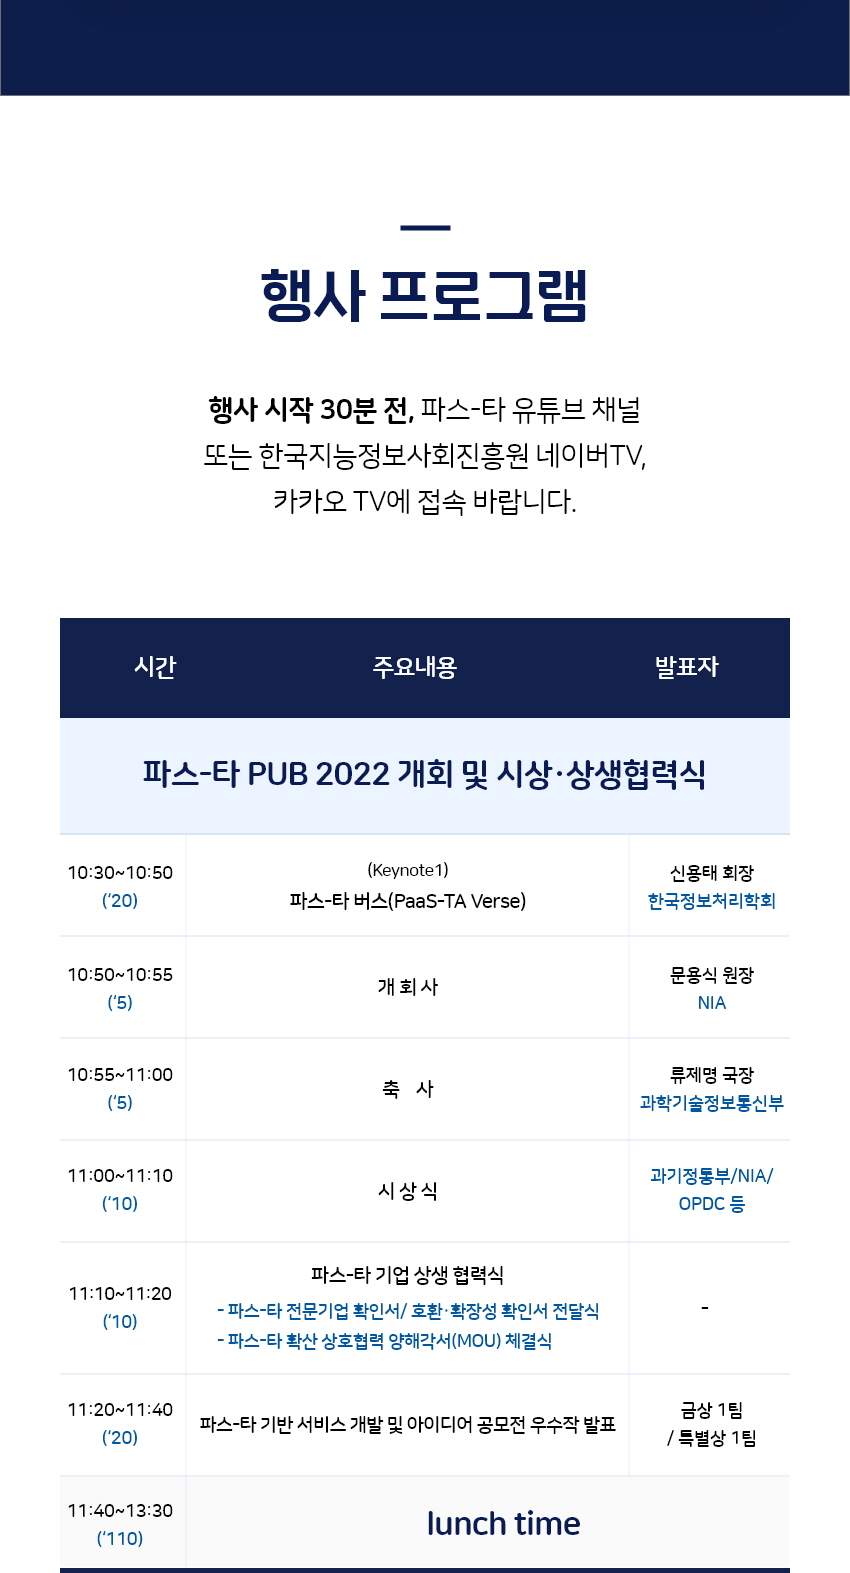 행사 프로그램
행사 시작 30분 전, 파스-타 유튜브 채널
또는 한국지능정보사회진흥원 네이버TV,
카카오 TV에 접속 바랍니다.
시간 주요내용 발표자
파스-타 PUB 2022 개회 및 시상·상생협력식
10:30~10:50
(‘20)
(Keynote1)
파스-타 버스(PaaS-TA Verse)
신용태 회장
한국정보처리학회
10:50~10:55
(‘5)
개 회 사
문용식 원장
NIA
10:55~11:00
(‘5)
축 사
류제명 국장
과학기술정보통신부
11:00~11:10
(‘10)
시 상 식
과기정통부/NIA/
OPDC 등
11:10~11:20
(‘10)
파스-타 기업 상생 협력식
- 파스-타 전문기업 확인서/ 호환·확장성 확인서 전달식
- 파스-타 확산 상호협력 양해각서(MOU) 체결식
-
11:20~11:40
(‘20)
파스-타 기반 서비스 개발 및 아이디어 공모전 우수작 발표
금상 1팀
/ 특별상 1팀
11:40~13:30
(‘110)
lunch time